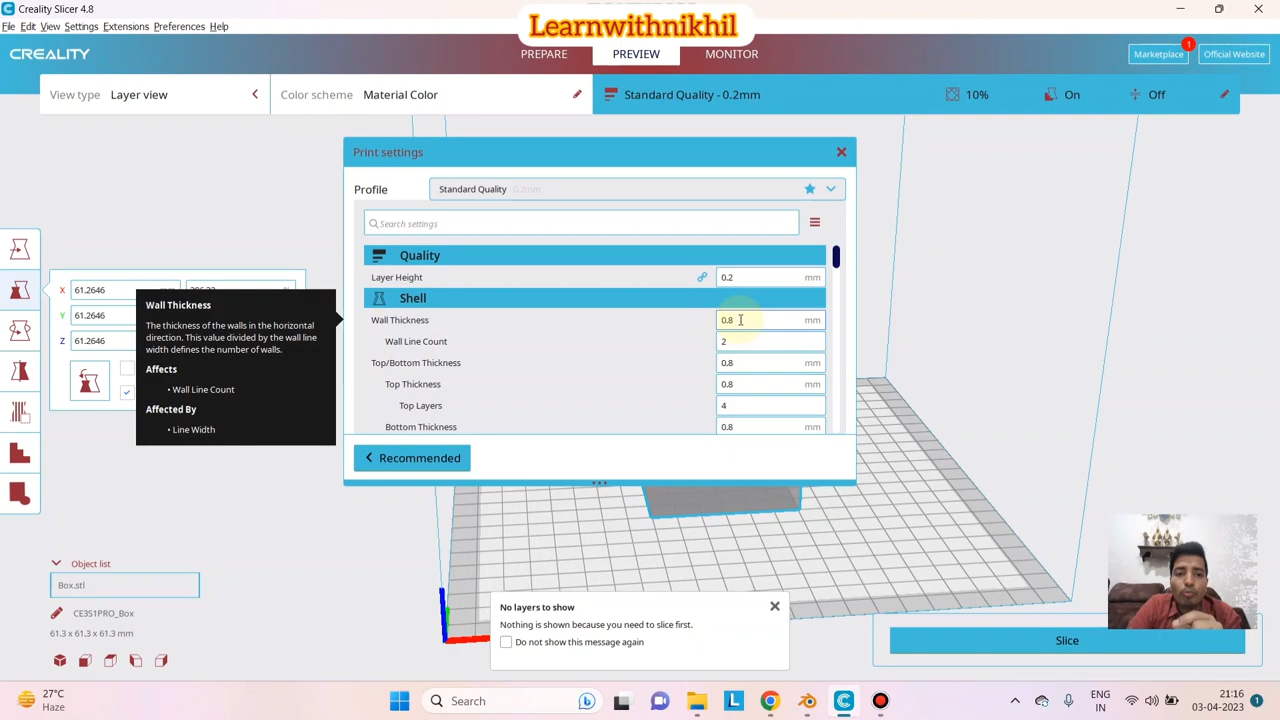 Creality Slicer 4.8
File Edit View Settings Extensions Preferences Help
Learnwithnikhil
CREALITY
PREPARE PREVIEW MONITOR
Marketplace 1 Official Website
View type Layer view Color scheme Material Color Standard Quality - 0.2mm 10% On Off
Print settings
Profile Standard Quality 0.2mm
Search settings
Quality
Layer Height 0.2 mm
Shell
Wall Thickness 0.8 mm
Wall Line Count 2
Top/Bottom Thickness 0.8 mm
Top Thickness 0.8 mm
Top Layers 4
Bottom Thickness 0.8 mm
Recommended
X 61.2646
Y 61.2646
Z 61.2646
Wall Thickness
The thickness of the walls in the horizontal
direction. This value divided by the wall line
width defines the number of walls.
Affects
• Wall Line Count
Affected By
• Line Width
Object list
Box.stl
CE3S1PRO_Box
61.3 x 61.3 x 61.3 mm
No layers to show
Nothing is shown because you need to slice first.
Do not show this message again
Slice
27°C
Haze
Search
ENG
IN
21:16
03-04-2023
1